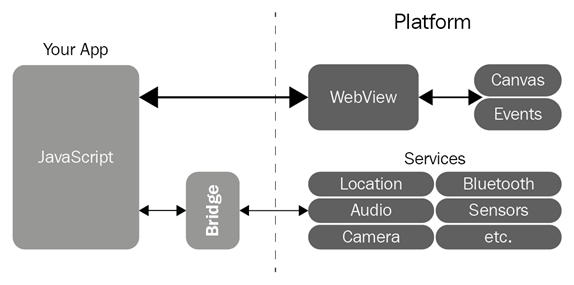 Platform
Your App
JavaScript
WebView
Canvas
Events
Bridge
Services
Location
Bluetooth
Audio
Sensors
Camera
etc.